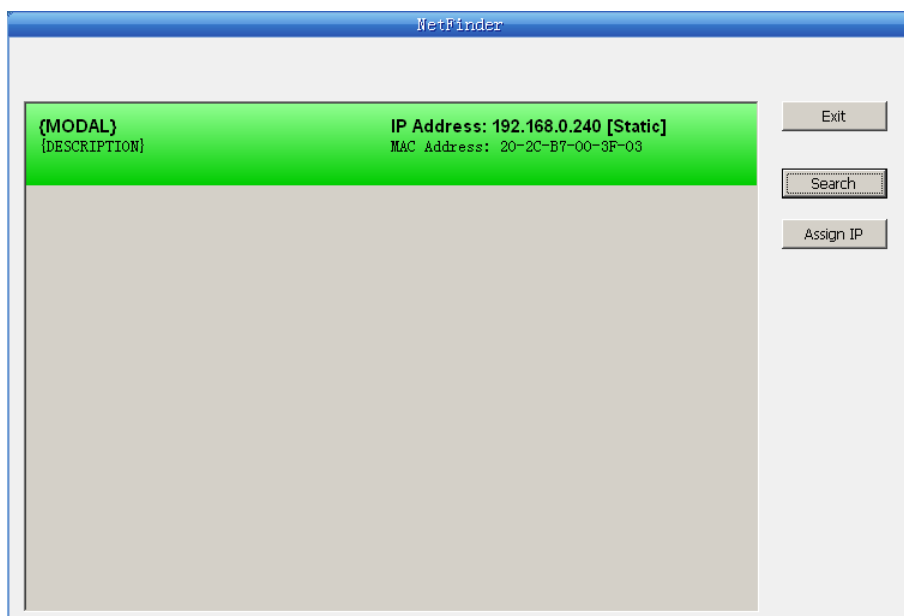 NetFinder
{MODAL}
{DESCRIPTION}
IP Address: 192.168.0.240 [Static]
MAC Address: 20-2C-B7-00-3F-03
Exit
Search
Assign IP